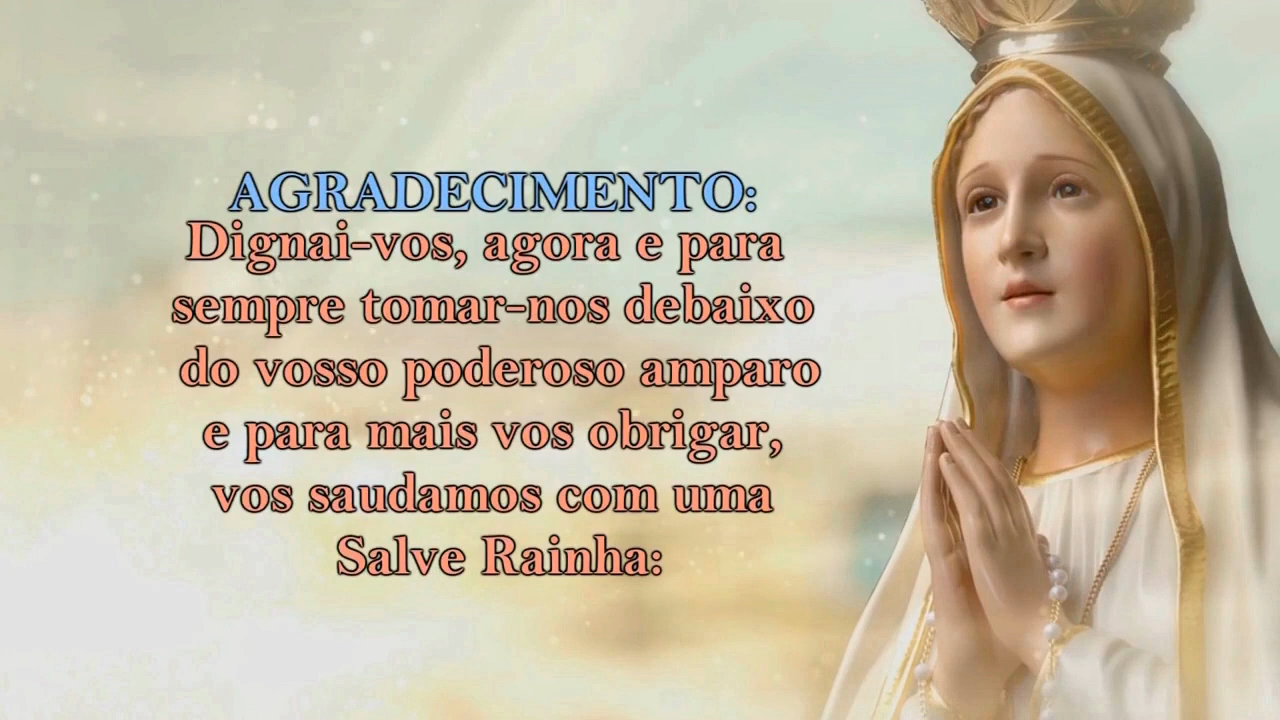 AGRADECIMENTO:
Dignai-vos, agora e para
sempre tomar-nos debaixo
do vosso poderoso amparo
e para mais vos obrigar,
vos saudamos com uma
Salve Rainha: